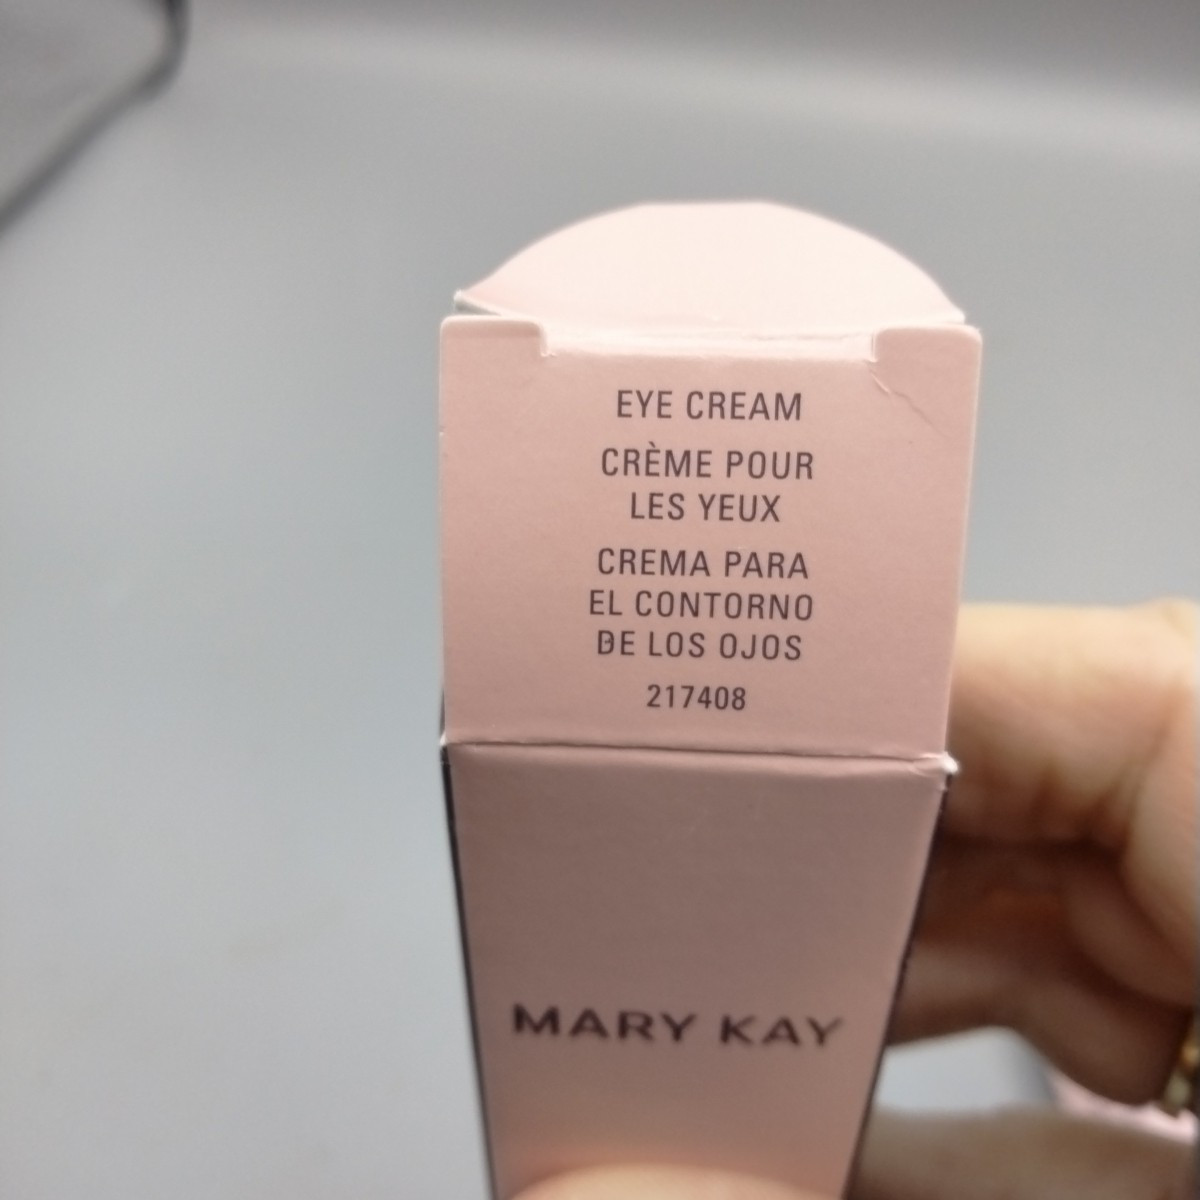 EYE CREAM
CRÈME POUR
LES YEUX
CREMA PARA
EL CONTORNO
DE LOS OJOS
217408
MARY KAY